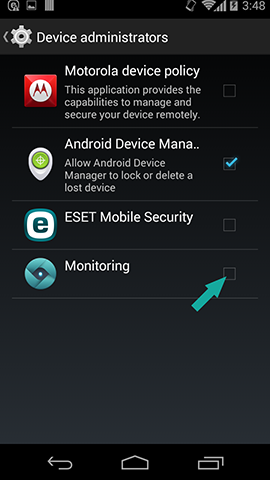 3:48
Device administrators
Motorola device policy
This application provides the
capabilities to manage and
secure your device remotely.
Android Device Mana..
Allow Android Device
Manager to lock or delete a
lost device
e
ESET Mobile Security
Monitoring